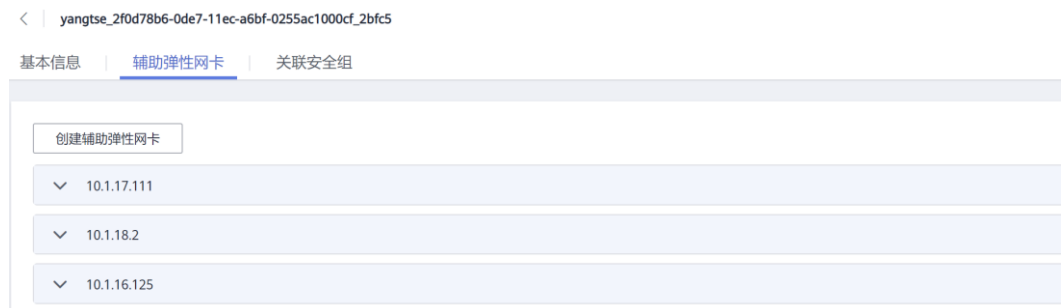 yangtse_2f0d78b6-0de7-11ec-a6bf-0255ac1000cf_2bfc5
基本信息 辅助弹性网卡 关联安全组
创建辅助弹性网卡
10.1.17.111
10.1.18.2
10.1.16.125